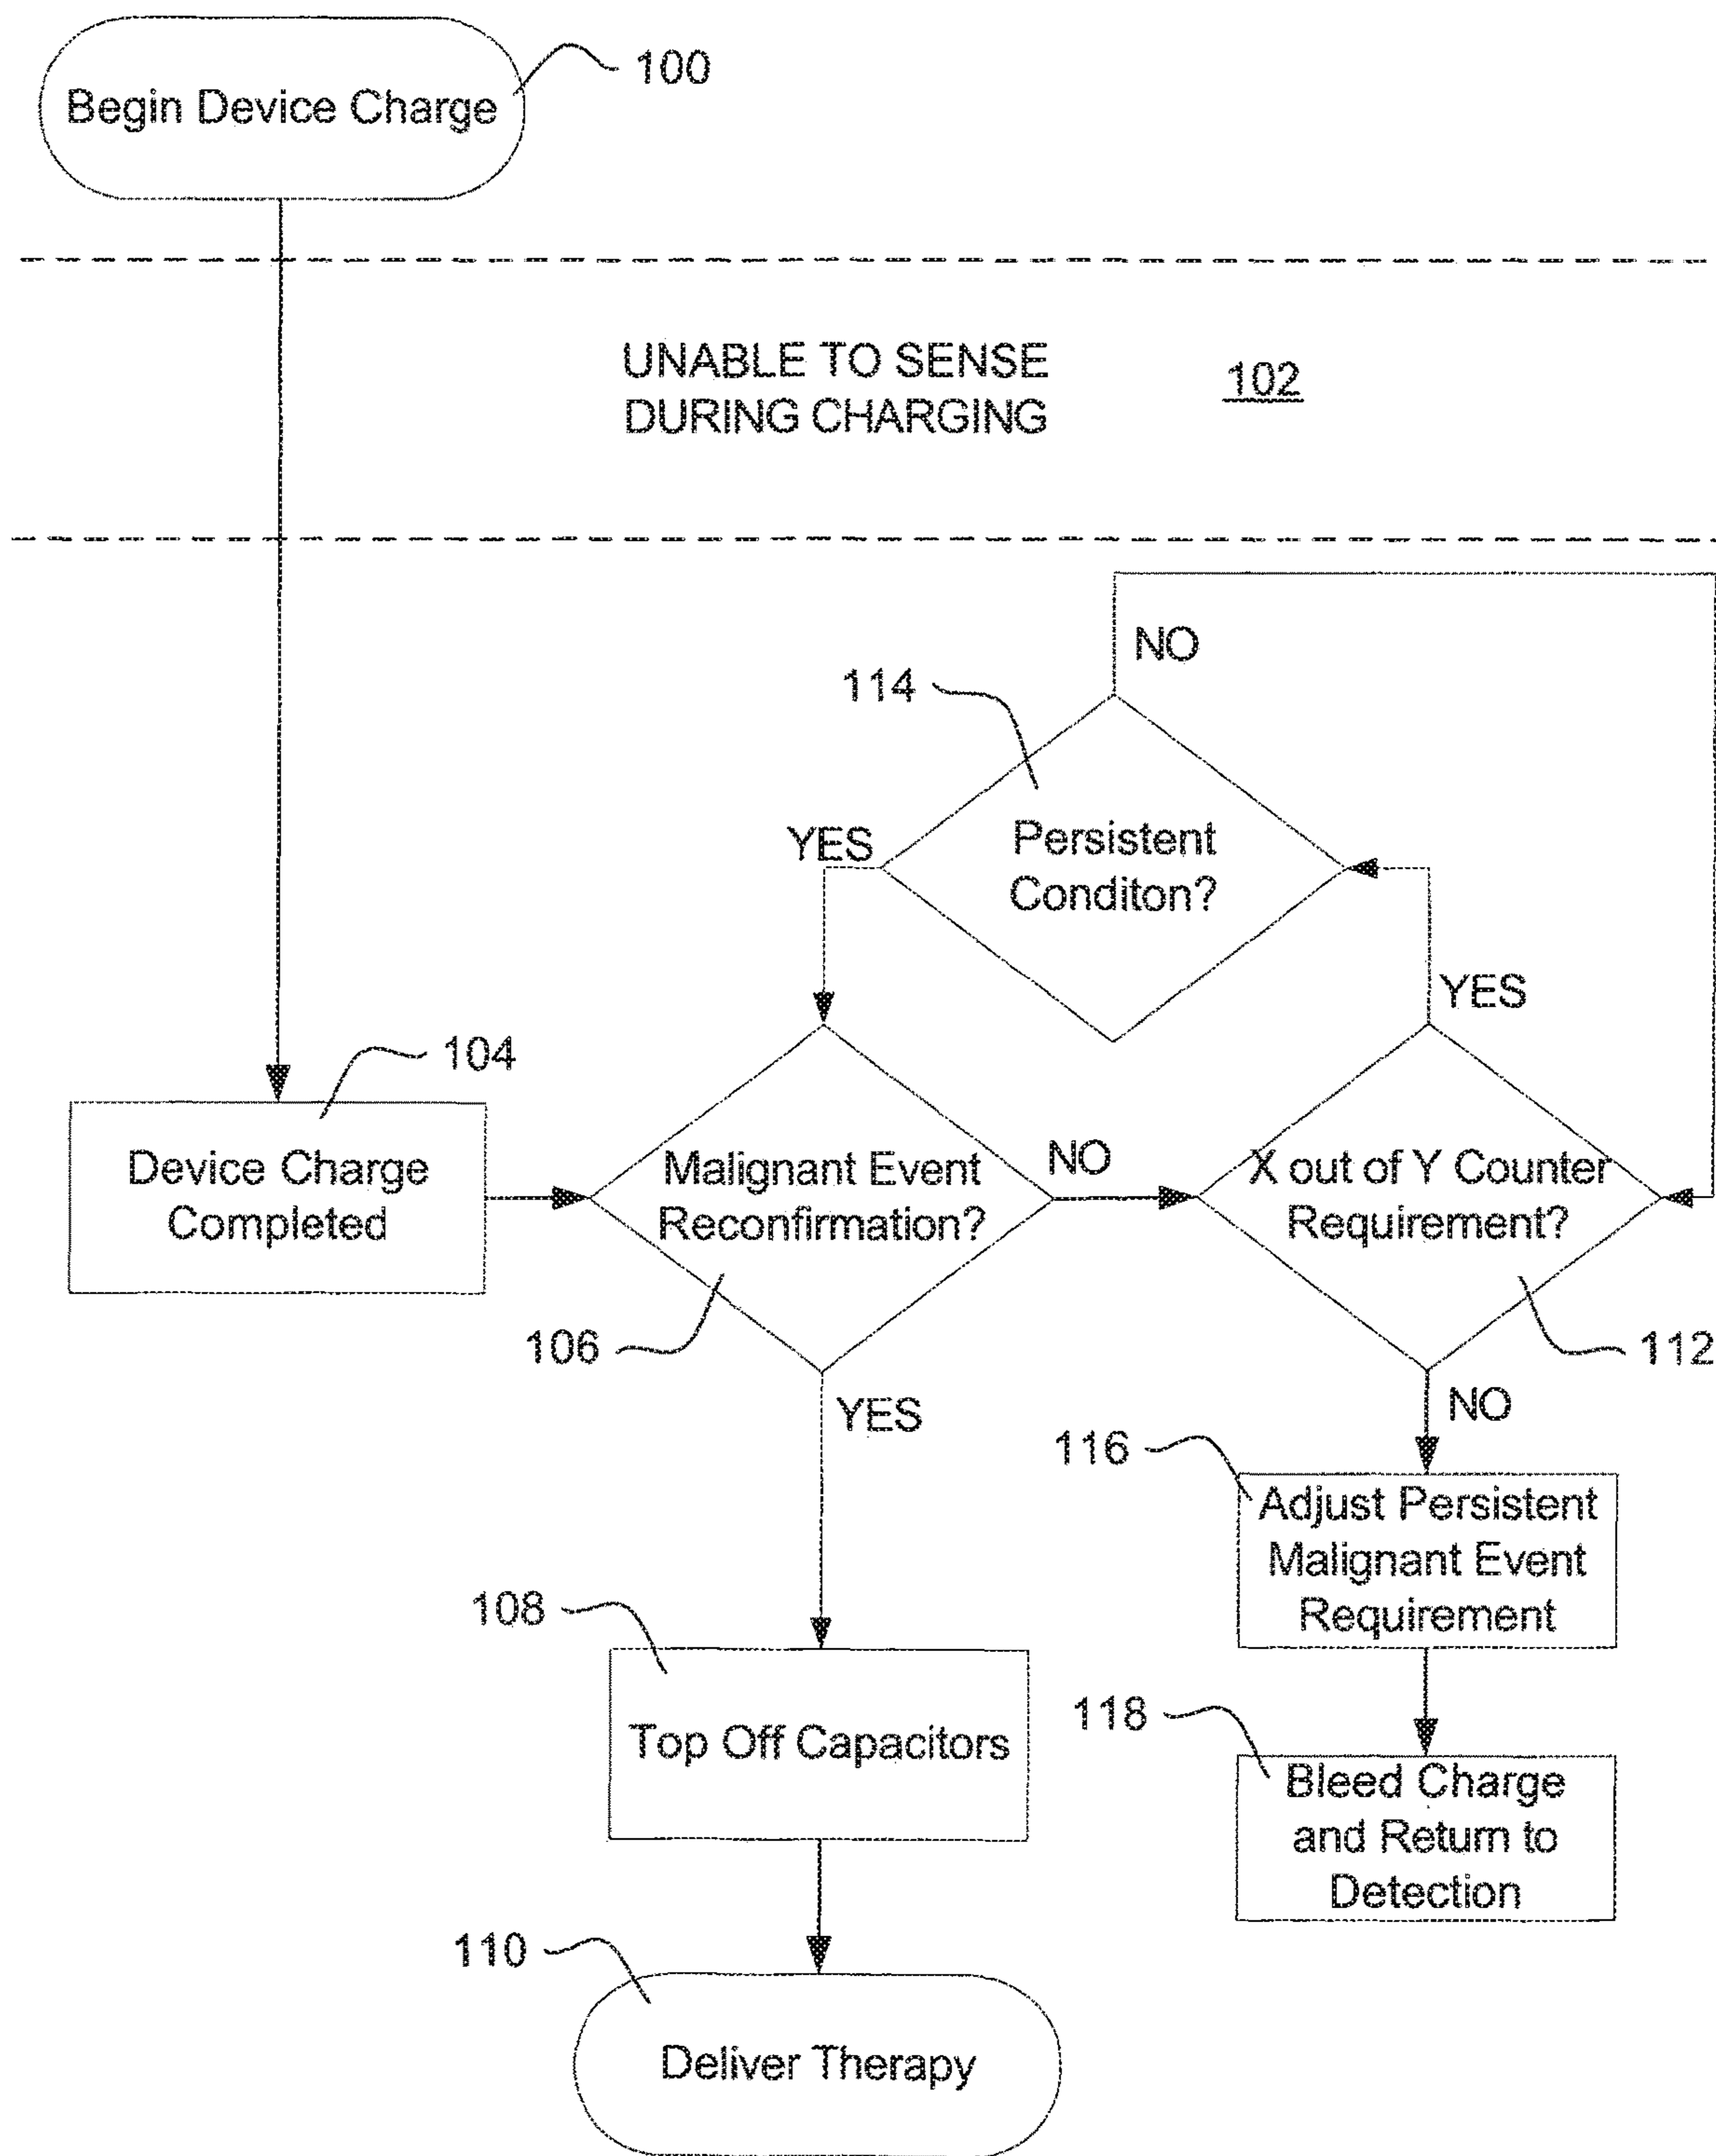 100
Begin Device Charge
UNABLE TO SENSE
DURING CHARGING
102
NO
114
YES
Persistent
Conditon?
YES
104
Device Charge
Completed
Malignant Event
Reconfirmation?
NO
X out of Y Counter
Requirement?
106
112
YES
NO
116
Adjust Persistent
Malignant Event
Requirement
108
Top Off Capacitors
118
Bleed Charge
and Return to
Detection
110
Deliver Therapy